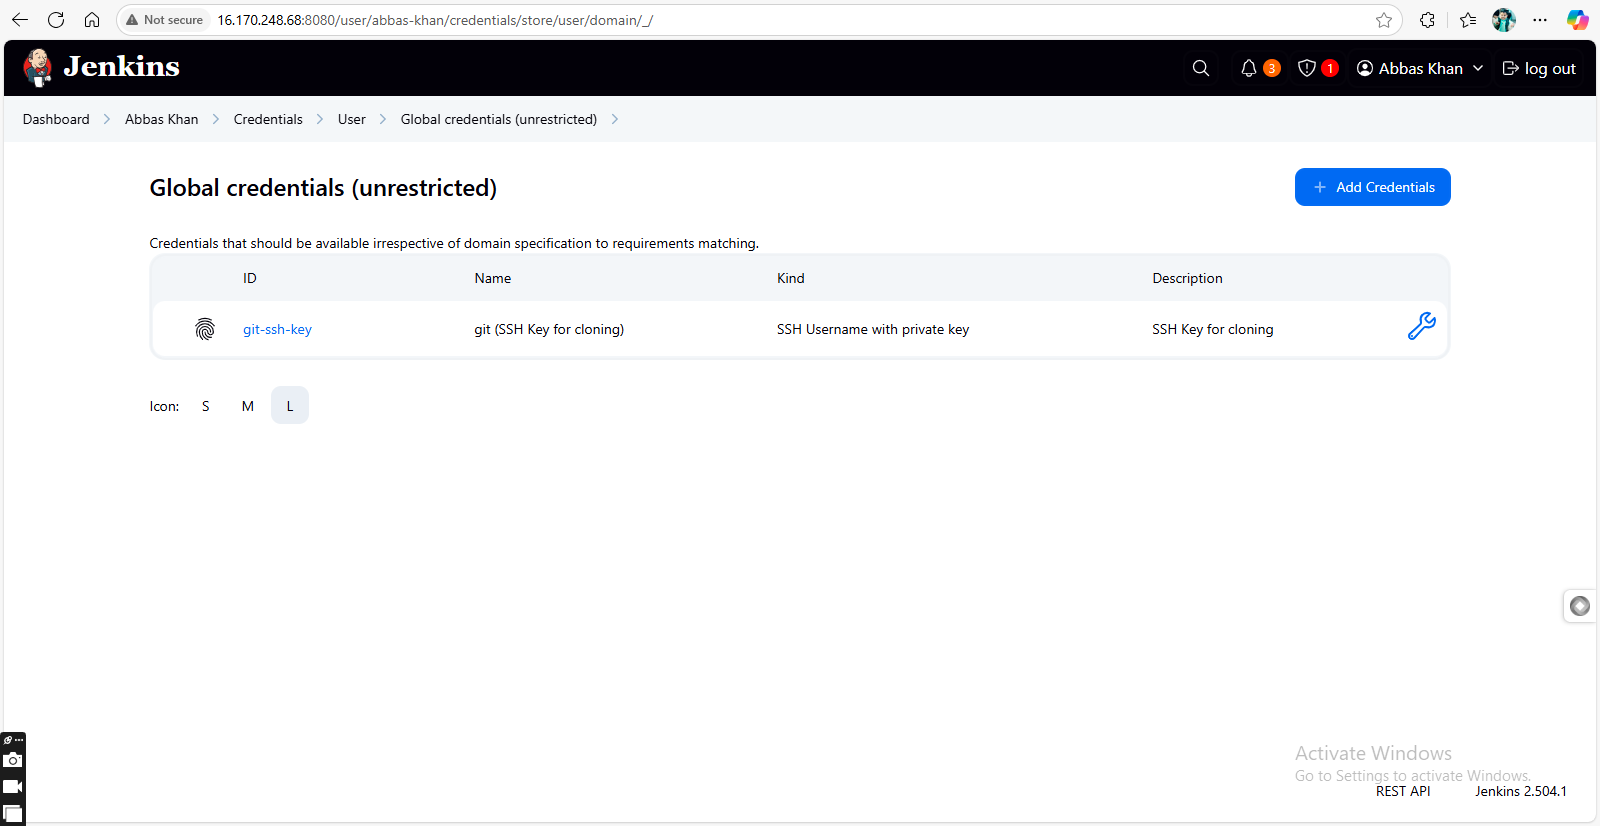 Not secure 16.170.248.68:8080/user/abbas-khan/credentials/store/user/domain/_/
Jenkins 3 1 Abbas Khan log out
Dashboard Abbas Khan Credentials User Global credentials (unrestricted)
Global credentials (unrestricted) + Add Credentials
Credentials that should be available irrespective of domain specification to requirements matching.
ID Name Kind Description
git-ssh-key git (SSH Key for cloning) SSH Username with private key SSH Key for cloning
Icon: S M L
Activate Windows
Go to Settings to activate Windows.
REST API Jenkins 2.504.1